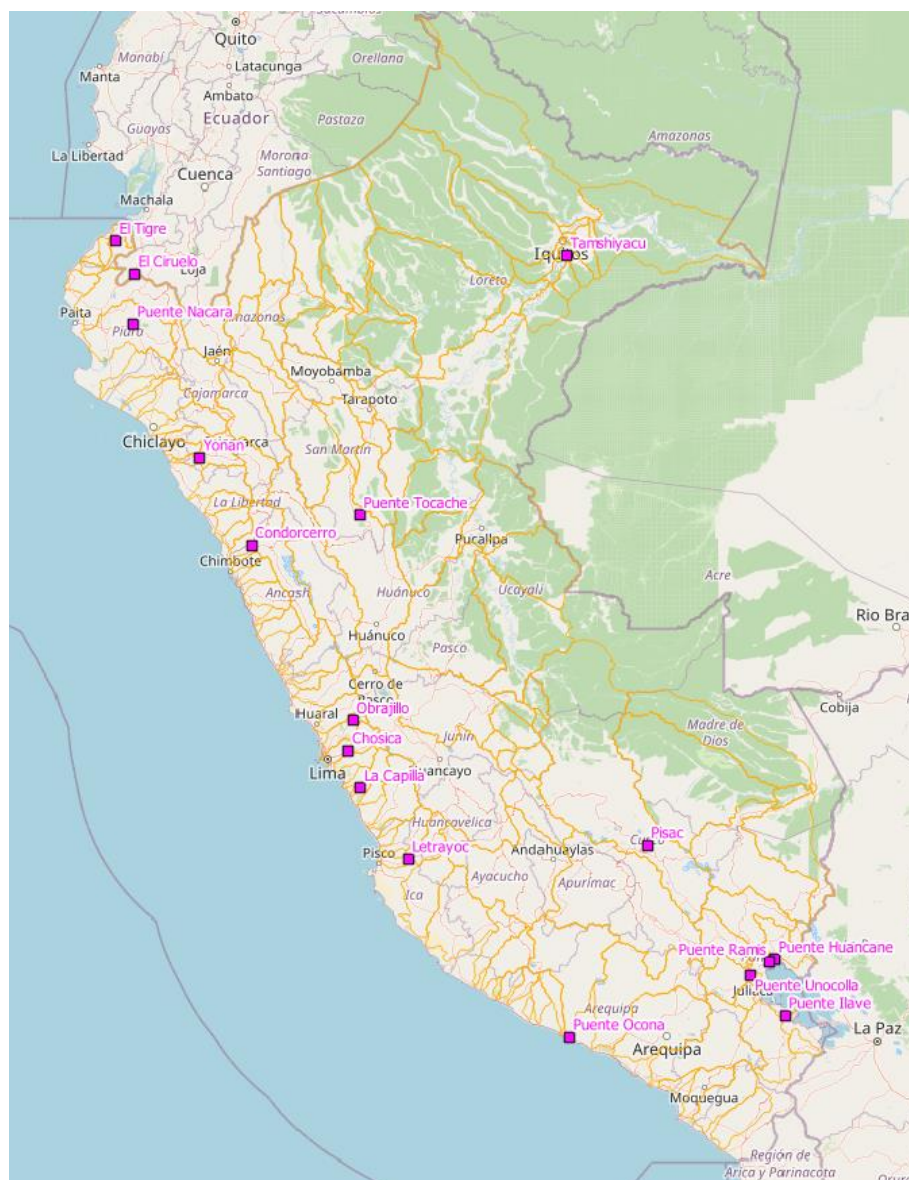 Sucumbíos
Quito
Orellana
Manabí
Manta
Latacunga
Ambato
Ecuador
Pastaza
Guayas
La Libertad
Morona
Santiago
Amazonas
Cuenca
Machala
El Tigre
Tamshiyacu
Iquitos
El Ciruelo
Loja
Loreto
Puente Nacara
Paita
Piura
Amazonas
Jaén
Moyobamba
Cajamarca
Tarapoto
Chiclayo
Yonan
San Martín
La Libertad
Puente Tocache
Condorcerro
Pucallpa
Chimbote
Ancash
Huánuco
Ucayali
Acre
Rio Bra
Huánuco
Pasco
Cerro de
Pasco
Cobija
Huaral
Obrajillo
Madre de
Dios
Chosica
Junín
Lima
Huancayo
La Capilla
Huancavelica
Pisac
Pisco
Letrayoc
Andahuaylas
Ayacucho
Apurímac
Ica
Puente Ramis
Puente Huancane
Juliaca
Puente Unocolla
Arequipa
Puente Ilave
Puente Ocona
La Paz
Arequipa
Moquegua
Región de
Arica y Parinacota